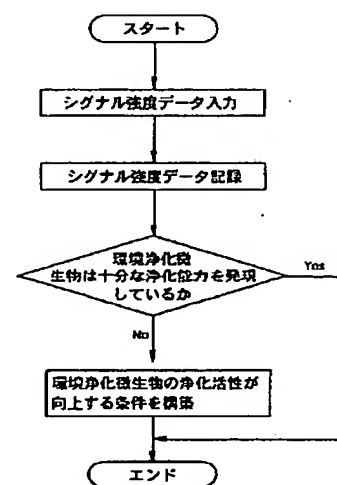 スタート
シグナル強度データ入力
シグナル強度データ記録
環境浄化微
生物は十分な浄化能力を発現
しているか
Yes
No
環境浄化微生物の浄化活性が
向上する条件を構築
エンド